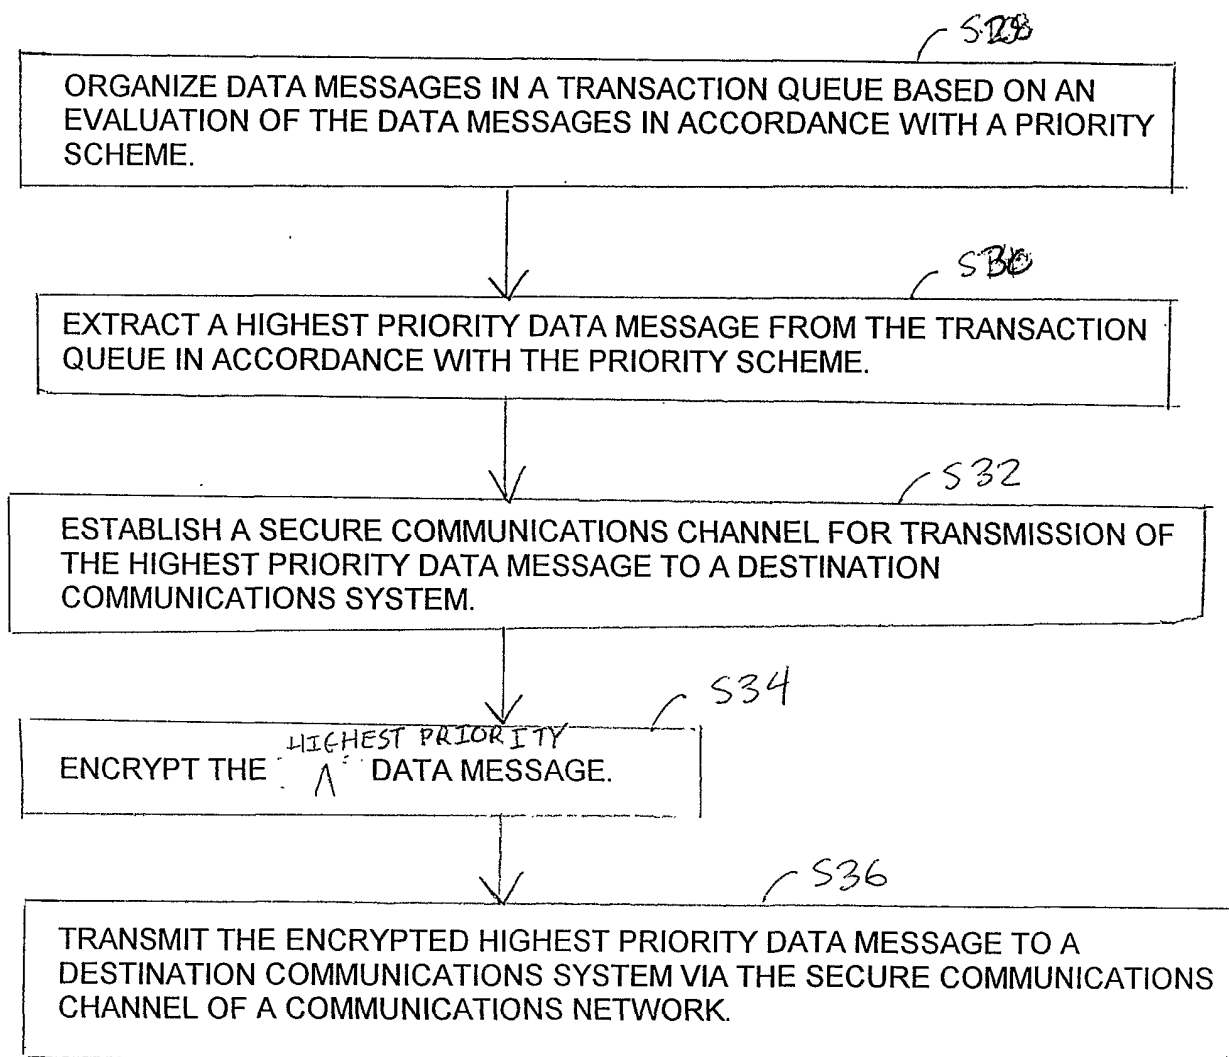 ORGANIZE DATA MESSAGES IN A TRANSACTION QUEUE BASED ON AN
EVALUATION OF THE DATA MESSAGES IN ACCORDANCE WITH A PRIORITY
SCHEME.
EXTRACT A HIGHEST PRIORITY DATA MESSAGE FROM THE TRANSACTION
QUEUE IN ACCORDANCE WITH THE PRIORITY SCHEME.
S32
ESTABLISH A SECURE COMMUNICATIONS CHANNEL FOR TRANSMISSION OF
THE HIGHEST PRIORITY DATA MESSAGE TO A DESTINATION
COMMUNICATIONS SYSTEM.
S34
HIGHEST PRIORITY
ENCRYPT THE DATA MESSAGE.
S36
TRANSMIT THE ENCRYPTED HIGHEST PRIORITY DATA MESSAGE TO A
DESTINATION COMMUNICATIONS SYSTEM VIA THE SECURE COMMUNICATIONS
CHANNEL OF A COMMUNICATIONS NETWORK.